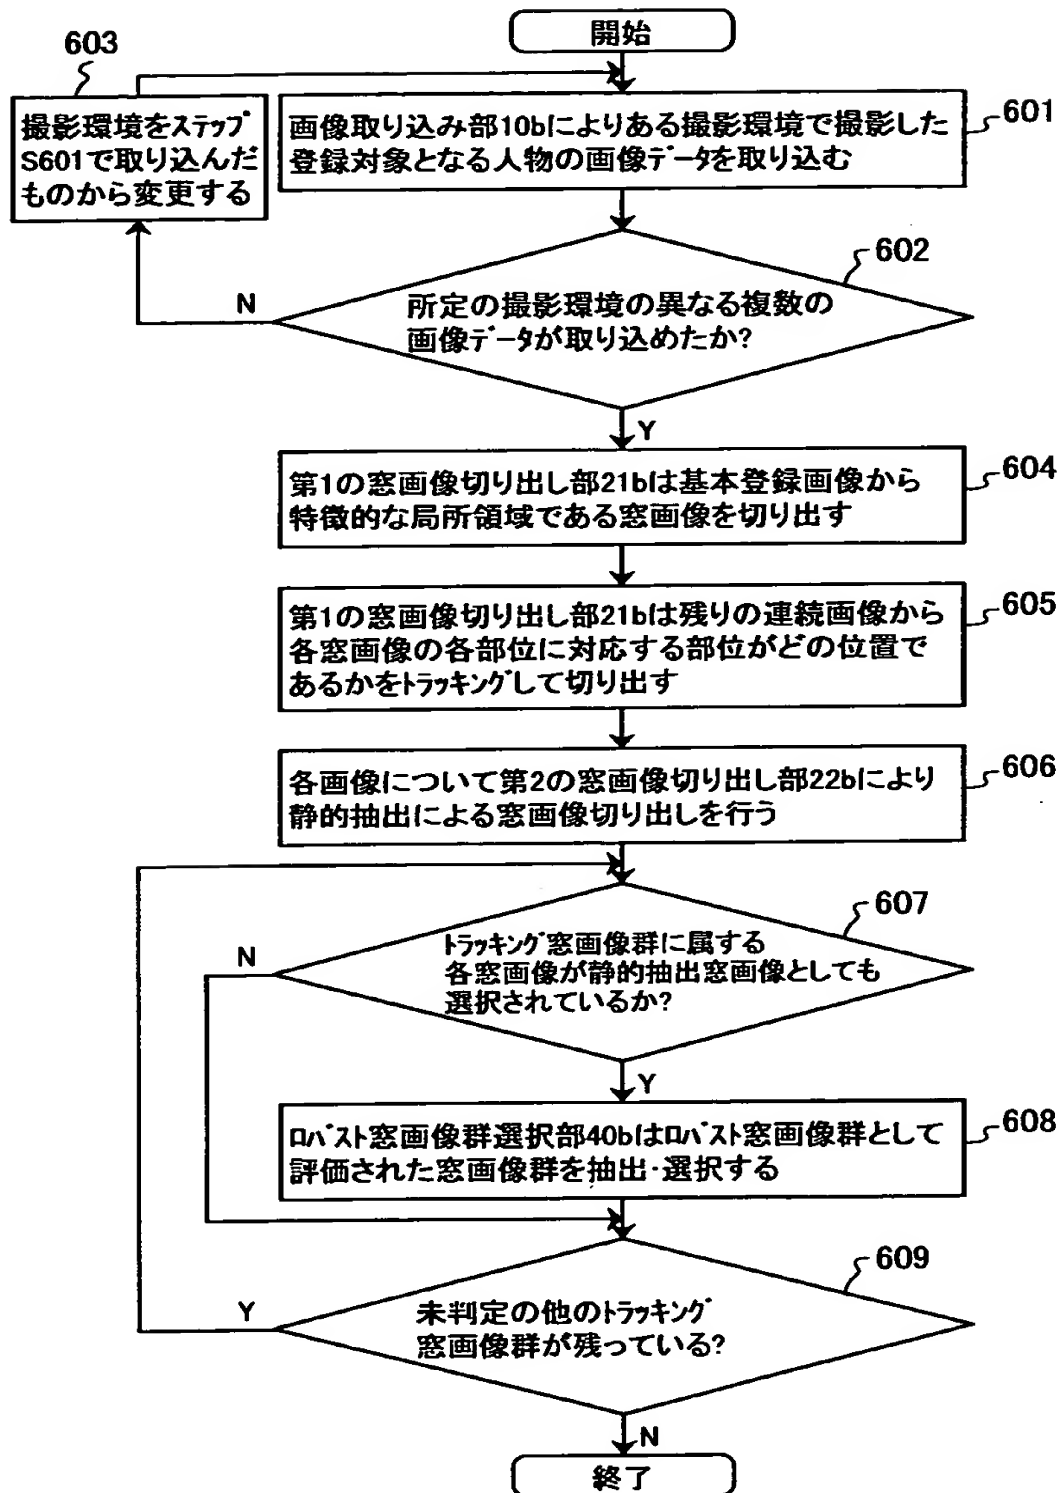 開始
603
撮影環境をステップ
S601で取り込んだ
ものから変更する
601
画像取り込み部10bによりある撮影環境で撮影した
登録対象となる人物の画像データを取り込む
602
所定の撮影環境の異なる複数の
画像データが取り込めたか?
N
Y
604
第1の窓画像切り出し部21bは基本登録画像から
特徴的な局所領域である窓画像を切り出す
605
第1の窓画像切り出し部21bは残りの連続画像から
各窓画像の各部位に対応する部位がどの位置で
あるかをトラッキングして切り出す
606
各画像について第2の窓画像切り出し部22bにより
静的抽出による窓画像切り出しを行う
607
トラッキング窓画像群に属する
各窓画像が静的抽出窓画像としても
選択されているか?
N
Y
608
ロバスト窓画像群選択部40bはロバスト窓画像群として
評価された窓画像群を抽出・選択する
609
未判定の他のトラッキング
窓画像群が残っている?
Y
N
終了